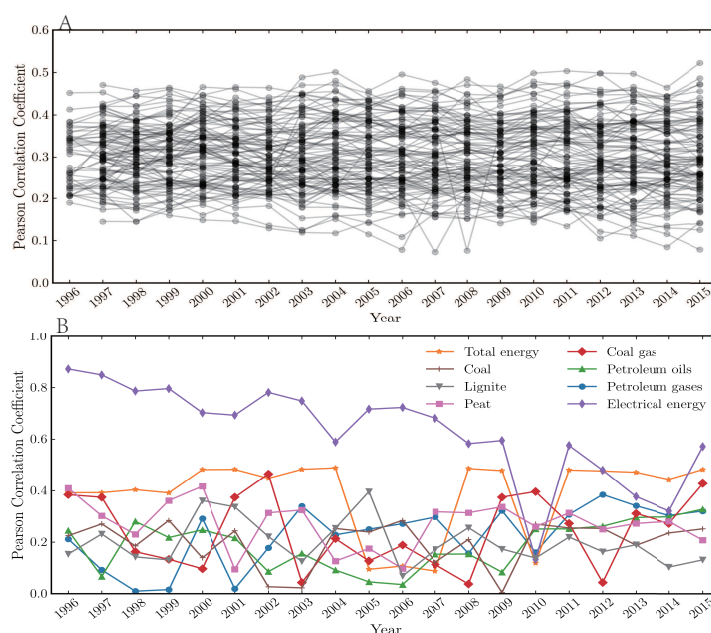 A
0.6
0.5
0.4
0.3
0.2
0.1
0.0
Pearson Correlation Coefficient
1996 1997 1998 1999 2000 2001 2002 2003 2004 2005 2006 2007 2008 2009 2010 2011 2012 2013 2014 2015
Year
B
1.0
0.8
0.6
0.4
0.2
0.0
Pearson Correlation Coefficient
Total energy
Coal
Lignite
Peat
Coal gas
Petroleum oils
Petroleum gases
Electrical energy
1996 1997 1998 1999 2000 2001 2002 2003 2004 2005 2006 2007 2008 2009 2010 2011 2012 2013 2014 2015
Year